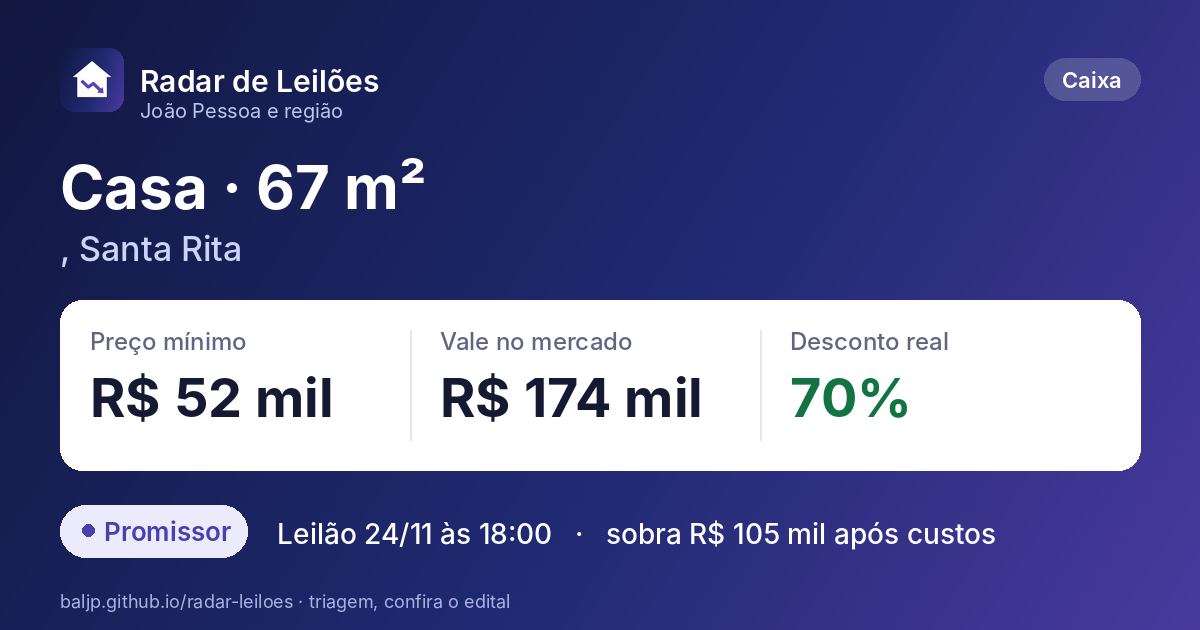 Radar de Leilões
João Pessoa e região
Caixa
Casa · 67 m²
, Santa Rita
Preço mínimo
Vale no mercado
Desconto real
R$ 52 mil
R$ 174 mil
70%
Promissor
Leilão 24/11 às 18:00 · sobra R$ 105 mil após custos
baljp.github.io/radar-leiloes · triagem, confira o edital